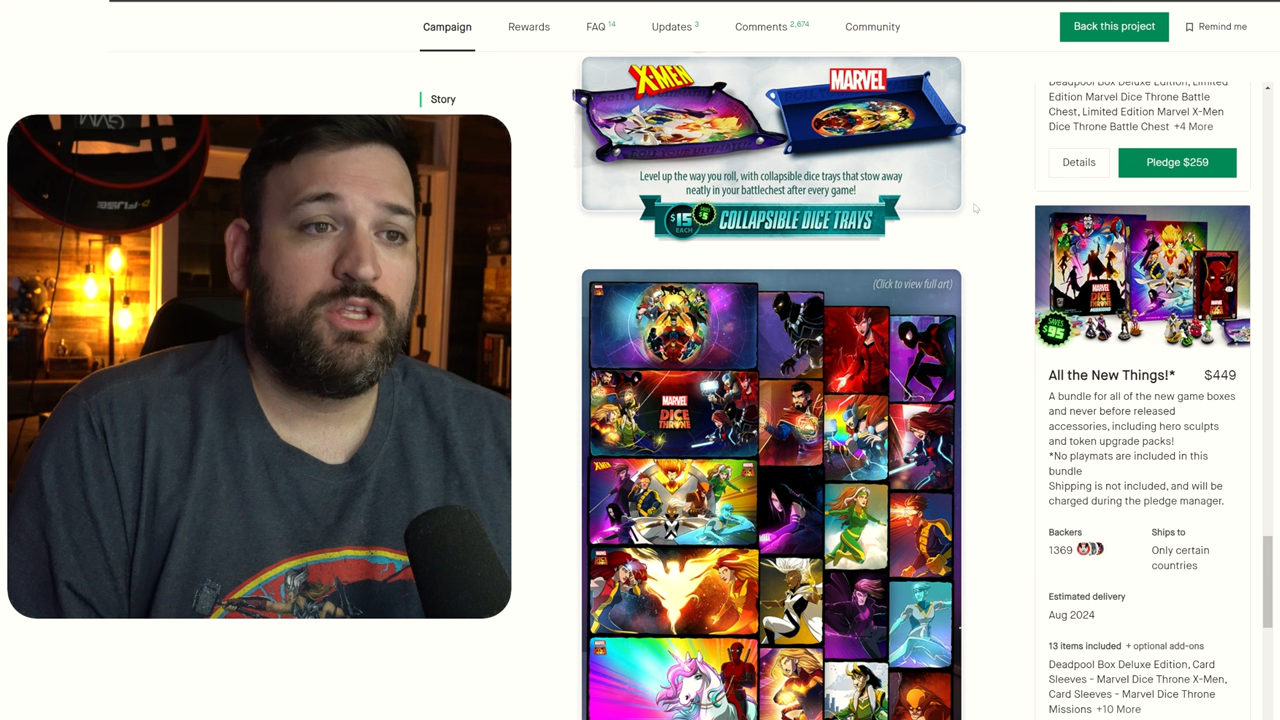 Campaign
Rewards
FAQ 14
Updates 3
Comments 2,674
Community
Back this project
Remind me
Story
X-MEN
MARVEL
Level up the way you roll, with collapsible dice trays that stow away
neatly in your battlechest after every game!
$15 EACH
SAVES $5
COLLAPSIBLE DICE TRAYS
(Click to view full art)
MARVEL
DICE
THRONE
X-MEN
Deadpool Box Deluxe Edition, Limited
Edition Marvel Dice Throne Battle
Chest, Limited Edition Marvel X-Men
Dice Throne Battle Chest +4 More
Details
Pledge $259
MARVEL
DICE
THRONE
SAVES
$95
All the New Things!*
$449
A bundle for all of the new game boxes
and never before released
accessories, including hero sculpts
and token upgrade packs!
*No playmats are included in this
bundle
Shipping is not included, and will be
charged during the pledge manager.
Backers
1369
Ships to
Only certain
countries
Estimated delivery
Aug 2024
13 items included + optional add-ons
Deadpool Box Deluxe Edition, Card
Sleeves - Marvel Dice Throne X-Men,
Card Sleeves - Marvel Dice Throne
Missions +10 More